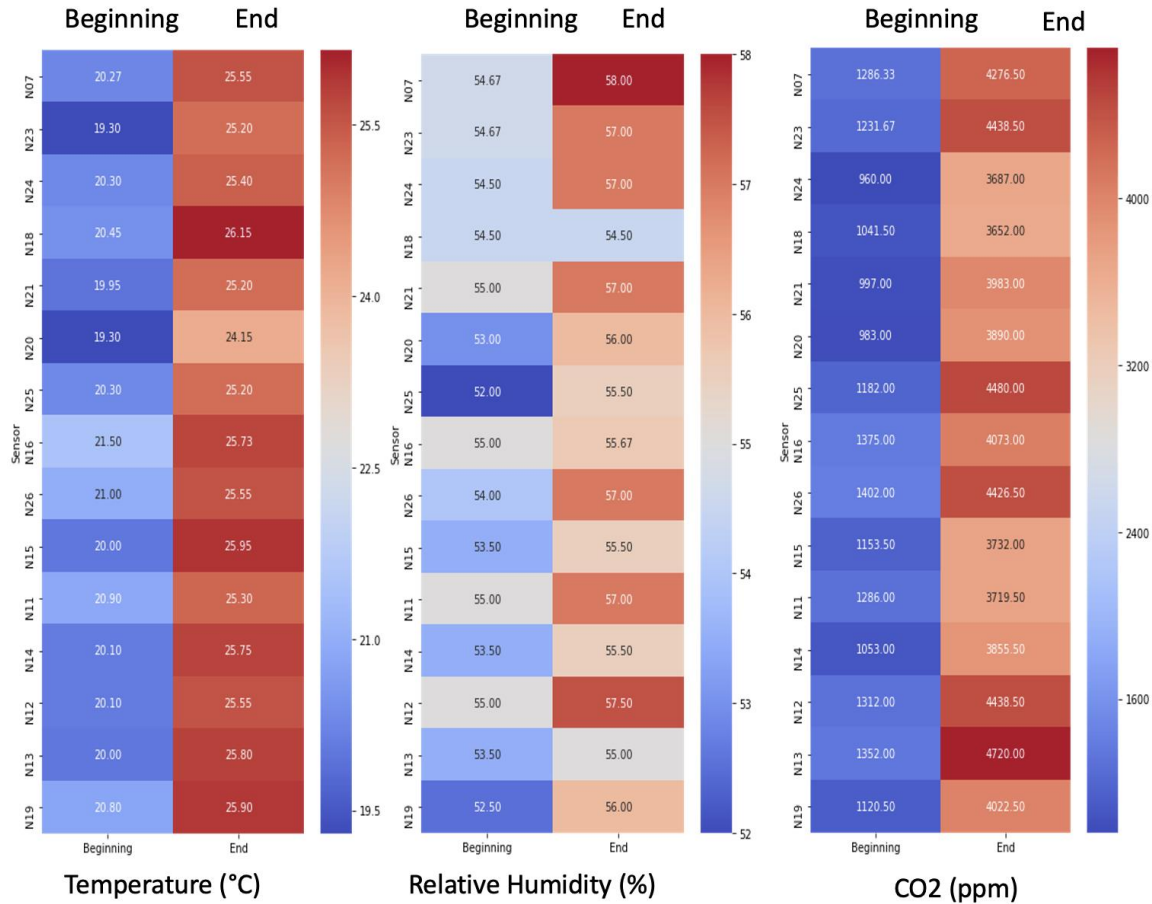 Beginning End
N07 20.27 25.55
N23 19.30 25.20
N24 20.30 25.40
N18 20.45 26.15
N21 19.95 25.20
N20 19.30 24.15
N25 20.30 25.20
N16 21.50 25.73
N26 21.00 25.55
N15 20.00 25.95
N11 20.90 25.30
N14 20.10 25.75
N12 20.10 25.55
N13 20.00 25.80
N19 20.80 25.90
Sensor
Beginning End
25.5
24.0
22.5
21.0
19.5
Temperature (°C)
Beginning End
N07 54.67 58.00
N23 54.67 57.00
N24 54.50 57.00
N18 54.50 54.50
N21 55.00 57.00
N20 53.00 56.00
N25 52.00 55.50
N16 55.00 55.67
N26 54.00 57.00
N15 53.50 55.50
N11 55.00 57.00
N14 53.50 55.50
N12 55.00 57.50
N13 53.50 55.00
N19 52.50 56.00
Sensor
Beginning End
58
57
56
55
54
53
52
Relative Humidity (%)
Beginning End
N07 1286.33 4276.50
N23 1231.67 4438.50
N24 960.00 3687.00
N18 1041.50 3652.00
N21 997.00 3983.00
N20 983.00 3890.00
N25 1182.00 4480.00
N16 1375.00 4073.00
N26 1402.00 4426.50
N15 1153.50 3732.00
N11 1286.00 3719.50
N14 1053.00 3855.50
N12 1312.00 4438.50
N13 1352.00 4720.00
N19 1120.50 4022.50
Sensor
Beginning End
4000
3200
2400
1600
CO2 (ppm)